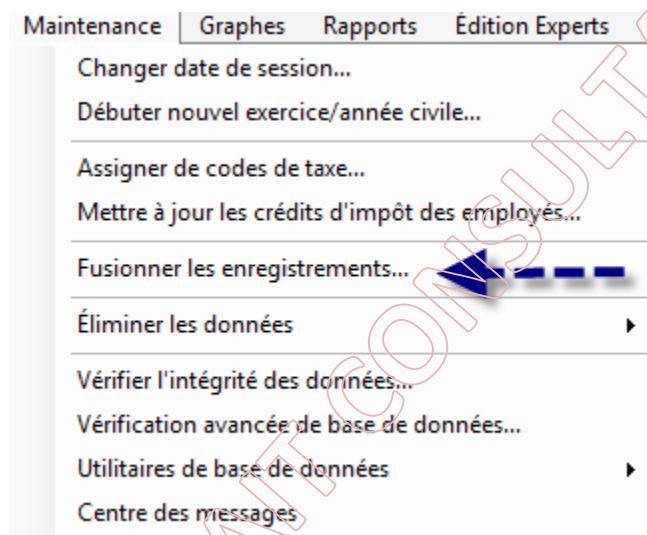 Maintenance Graphes Rapports Édition Experts
Changer date de session...
Débuter nouvel exercice/année civile...
Assigner de codes de taxe...
Mettre à jour les crédits d'impôt des employés...
Fusionner les enregistrements...
Éliminer les données
Vérifier l'intégrité des données...
Vérification avancée de base de données...
Utilitaires de base de données
Centre des messages